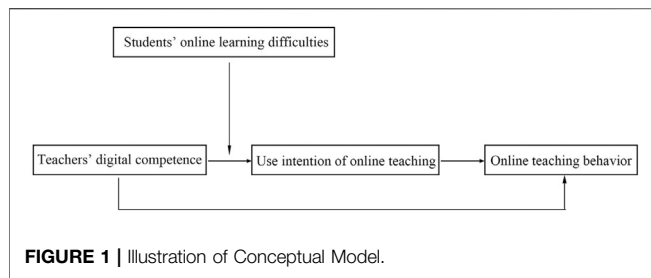 Students' online learning difficulties
Teachers' digital competence
Use intention of online teaching
Online teaching behavior
FIGURE 1 | Illustration of Conceptual Model.